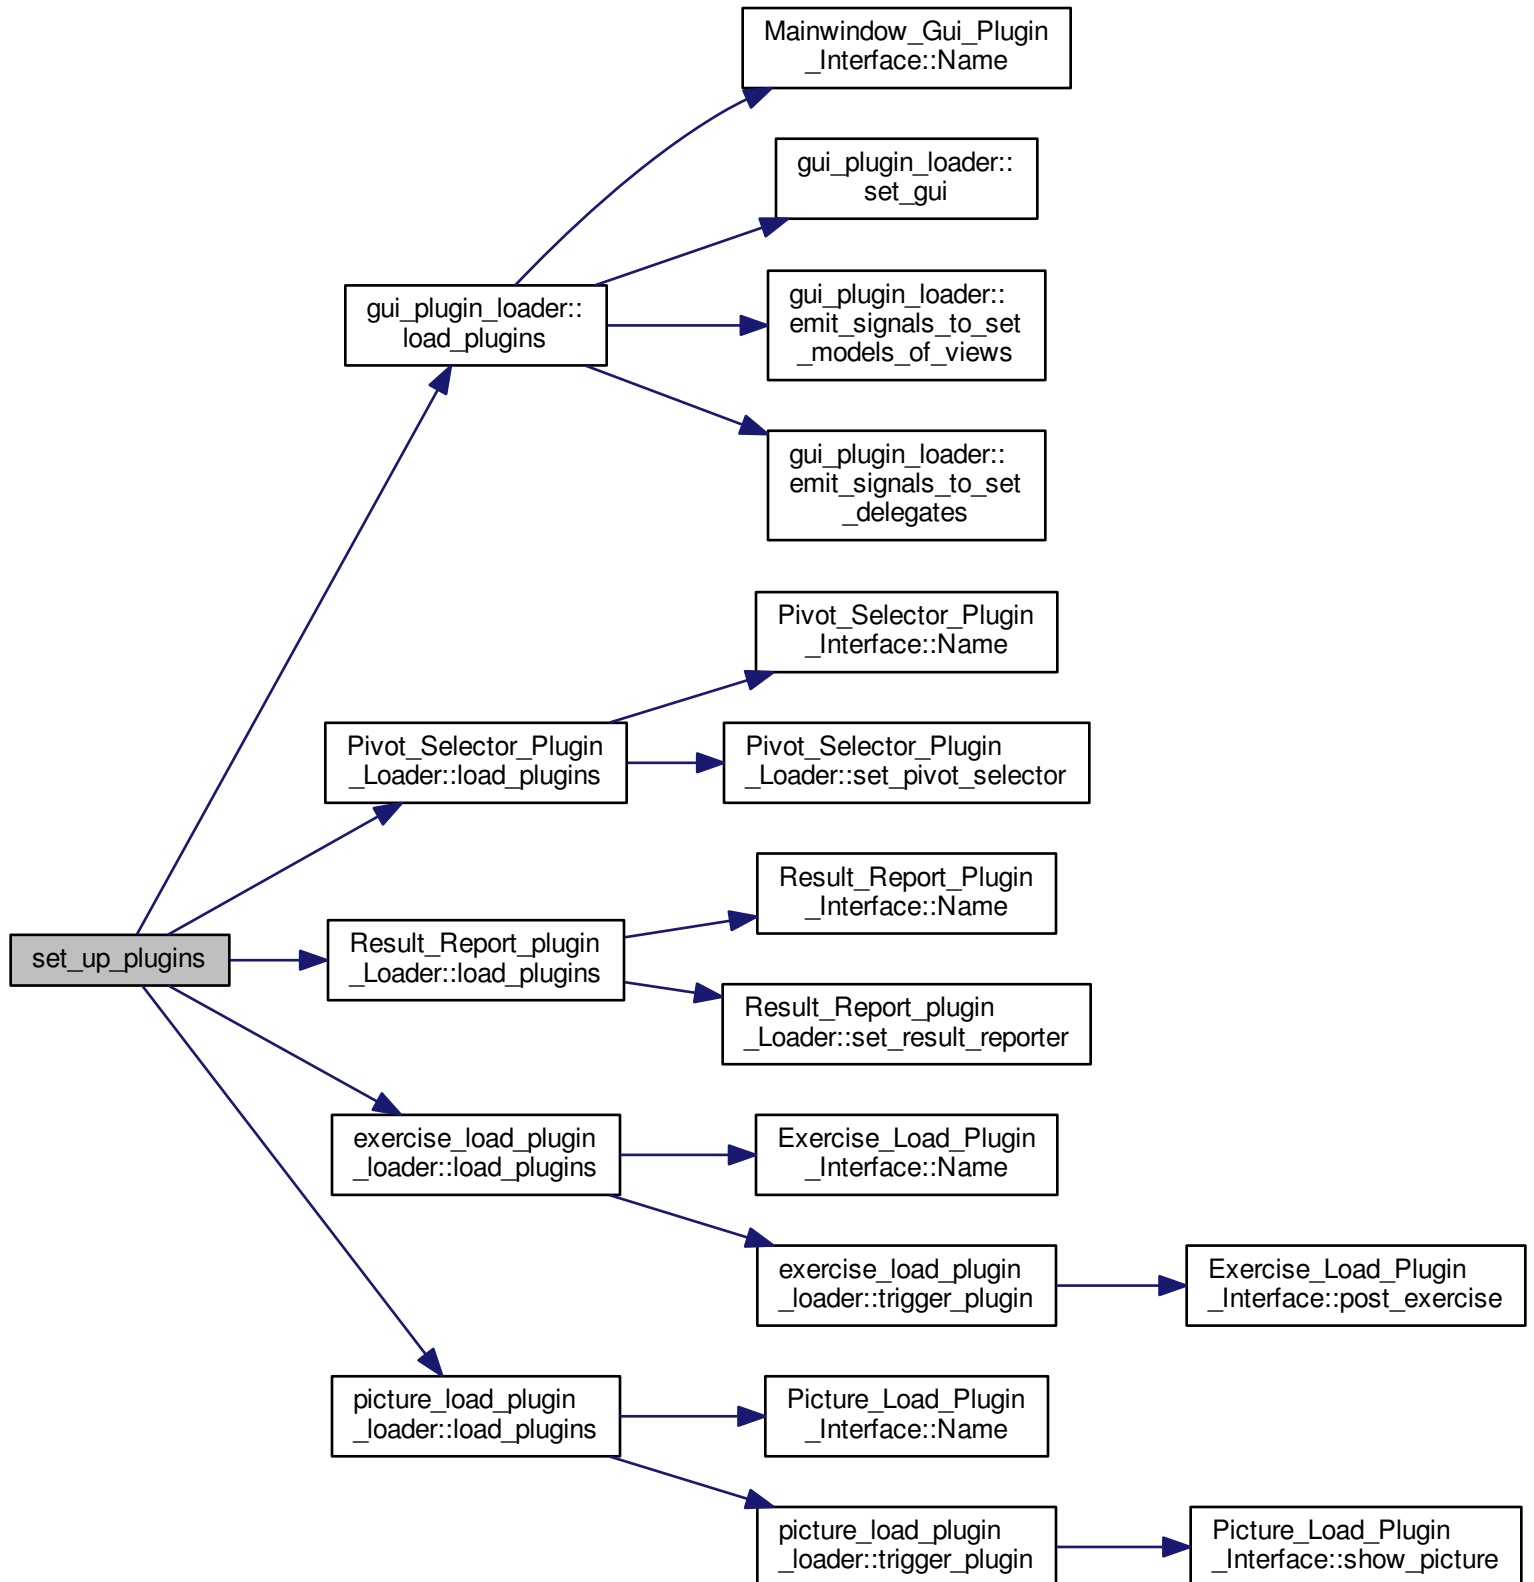 Mainwindow_Gui_Plugin
_Interface::Name
gui_plugin_loader::
set_gui
gui_plugin_loader::
load_plugins
gui_plugin_loader::
emit_signals_to_set
_models_of_views
gui_plugin_loader::
emit_signals_to_set
_delegates
Pivot_Selector_Plugin
_Interface::Name
Pivot_Selector_Plugin
_Loader::load_plugins
Pivot_Selector_Plugin
_Loader::set_pivot_selector
Result_Report_Plugin
_Interface::Name
set_up_plugins
Result_Report_plugin
_Loader::load_plugins
Result_Report_plugin
_Loader::set_result_reporter
exercise_load_plugin
_loader::load_plugins
Exercise_Load_Plugin
_Interface::Name
exercise_load_plugin
_loader::trigger_plugin
Exercise_Load_Plugin
_Interface::post_exercise
picture_load_plugin
_loader::load_plugins
Picture_Load_Plugin
_Interface::Name
picture_load_plugin
_loader::trigger_plugin
Picture_Load_Plugin
_Interface::show_picture